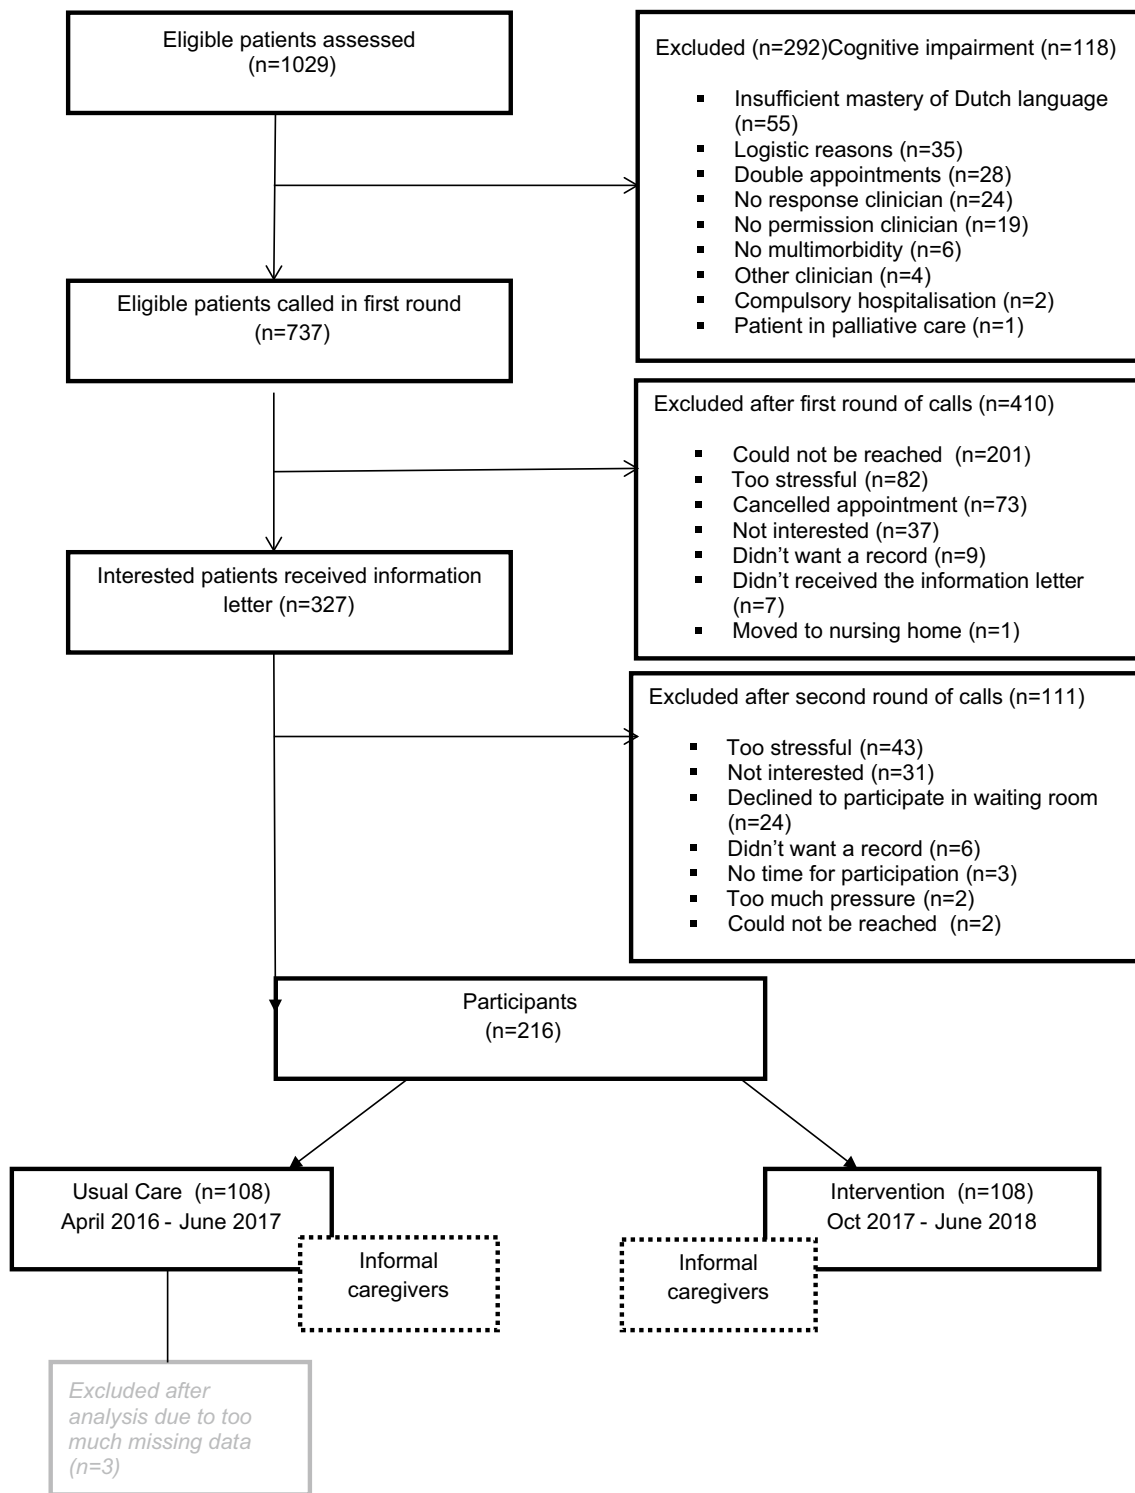 Eligible patients assessed
(n=1029)
Excluded (n=292)Cognitive impairment (n=118)
▪ Insufficient mastery of Dutch language
(n=55)
▪ Logistic reasons (n=35)
▪ Double appointments (n=28)
▪ No response clinician (n=24)
▪ No permission clinician (n=19)
▪ No multimorbidity (n=6)
▪ Other clinician (n=4)
▪ Compulsory hospitalisation (n=2)
▪ Patient in palliative care (n=1)
Eligible patients called in first round
(n=737)
Excluded after first round of calls (n=410)
▪ Could not be reached (n=201)
▪ Too stressful (n=82)
▪ Cancelled appointment (n=73)
▪ Not interested (n=37)
▪ Didn't want a record (n=9)
▪ Didn't received the information letter
(n=7)
▪ Moved to nursing home (n=1)
Interested patients received information
letter (n=327)
Excluded after second round of calls (n=111)
▪ Too stressful (n=43)
▪ Not interested (n=31)
▪ Declined to participate in waiting room
(n=24)
▪ Didn't want a record (n=6)
▪ No time for participation (n=3)
▪ Too much pressure (n=2)
▪ Could not be reached (n=2)
Participants
(n=216)
Usual Care (n=108)
April 2016 - June 2017
Informal
caregivers
Intervention (n=108)
Oct 2017 - June 2018
Informal
caregivers
Excluded after
analysis due to too
much missing data
(n=3)